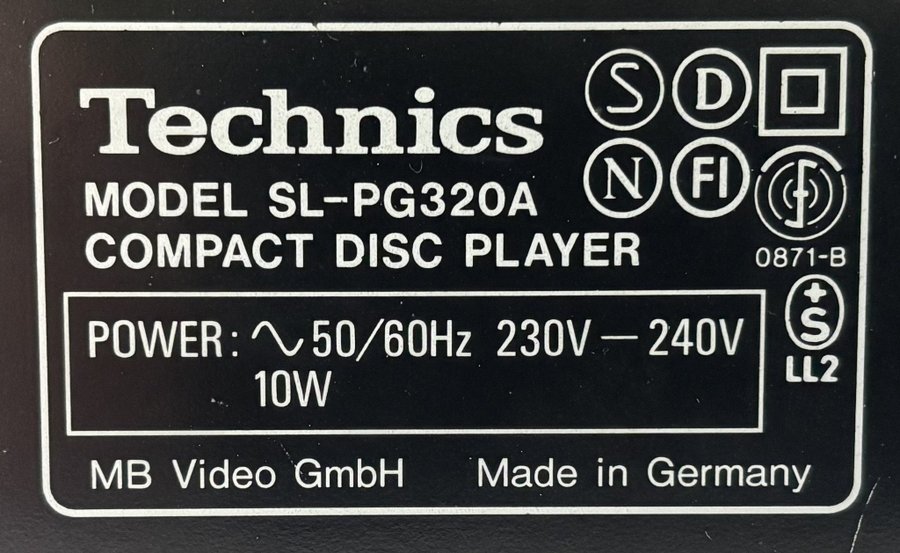 Technics
MODEL SL-PG320A
COMPACT DISC PLAYER
S D
N FI
0871-B
+
S
LL2
POWER: ∿ 50/60Hz 230V — 240V
10W
MB Video GmbH Made in Germany